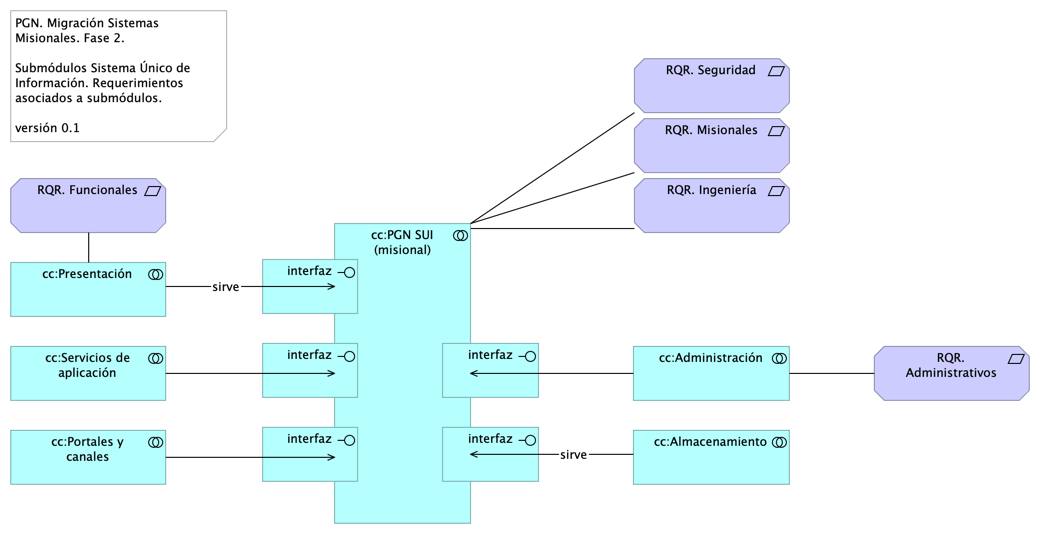 PGN. Migración Sistemas
Misionales. Fase 2.
Submódulos Sistema Único de
Información. Requerimientos
asociados a submódulos.
versión 0.1
RQR. Seguridad
RQR. Misionales
RQR. Ingeniería
RQR. Funcionales
cc:PGN SUI
(misional)
cc:Presentación
sirve
interfaz
cc:Servicios de
aplicación
interfaz
interfaz
cc:Administración
RQR.
Administrativos
cc:Portales y
canales
interfaz
interfaz
sirve
cc:Almacenamiento